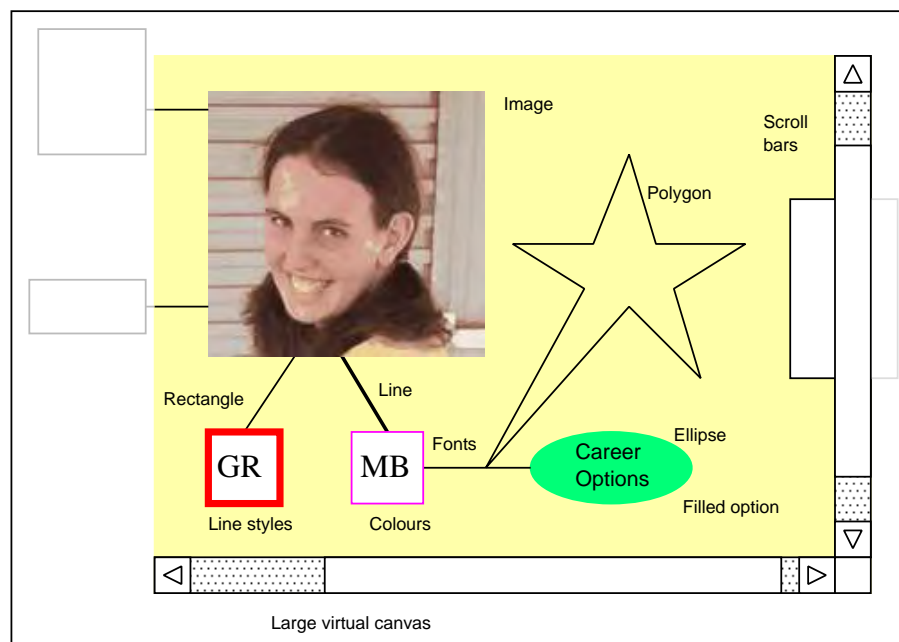 Image
Scroll
bars
Polygon
Rectangle
Line
GR
MB
Fonts
Ellipse
Career
Options
Line styles
Colours
Filled option
Large virtual canvas